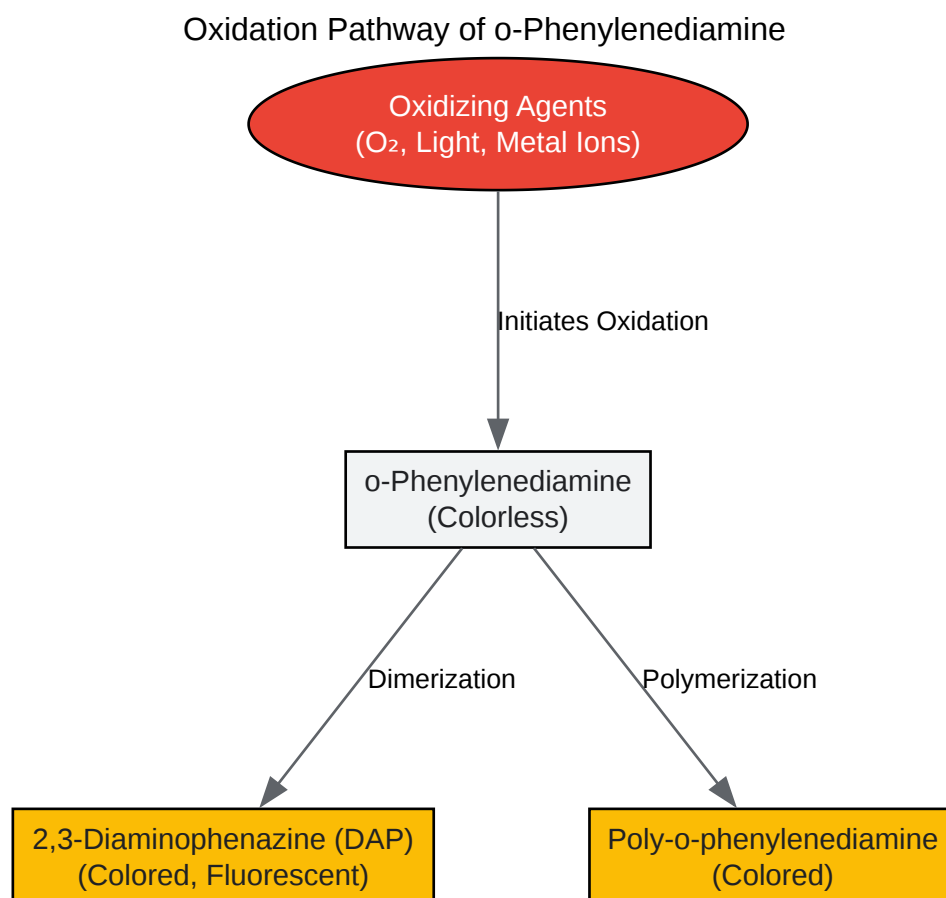 Oxidation Pathway of o-Phenylenediamine
Oxidizing Agents
(O₂, Light, Metal Ions)
Initiates Oxidation
o-Phenylenediamine
(Colorless)
Dimerization
Polymerization
2,3-Diaminophenazine (DAP)
(Colored, Fluorescent)
Poly-o-phenylenediamine
(Colored)